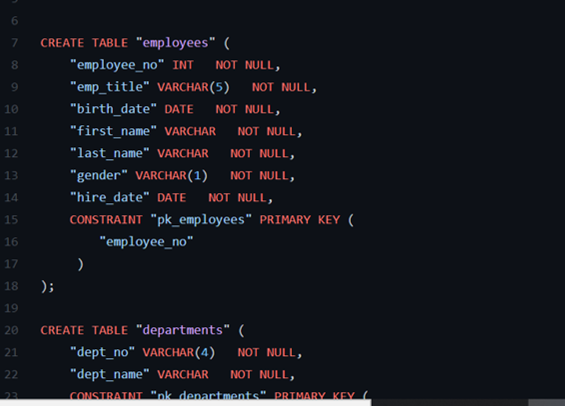 6
7 CREATE TABLE "employees" (
8 "employee_no" INT NOT NULL,
9 "emp_title" VARCHAR(5) NOT NULL,
10 "birth_date" DATE NOT NULL,
11 "first_name" VARCHAR NOT NULL,
12 "last_name" VARCHAR NOT NULL,
13 "gender" VARCHAR(1) NOT NULL,
14 "hire_date" DATE NOT NULL,
15 CONSTRAINT "pk_employees" PRIMARY KEY (
16 "employee_no"
17 )
18 );
19
20 CREATE TABLE "departments" (
21 "dept_no" VARCHAR(4) NOT NULL,
22 "dept_name" VARCHAR NOT NULL,
23 CONSTRAINT "pk_departments" PRIMARY KEY (